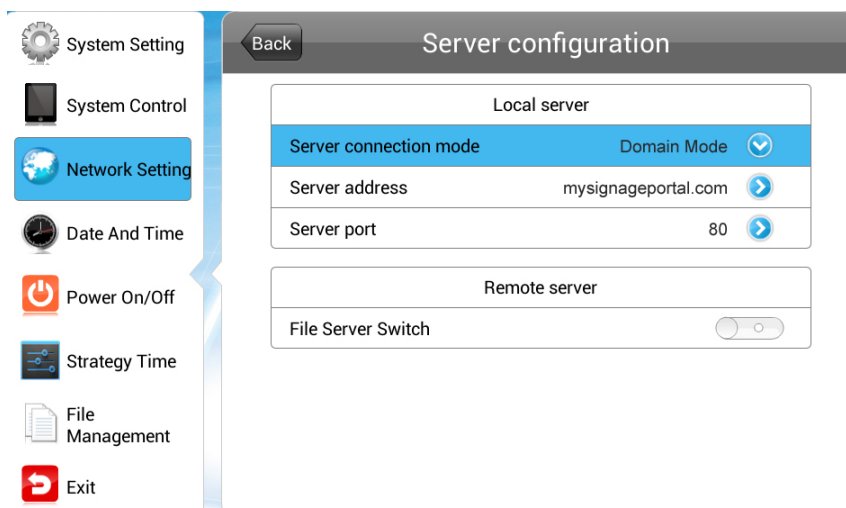 System Setting
System Control
Network Setting
Date And Time
Power On/Off
Strategy Time
File
Management
Exit
Back
Server configuration
Local server
Server connection mode Domain Mode
Server address mysignageportal.com
Server port 80
Remote server
File Server Switch